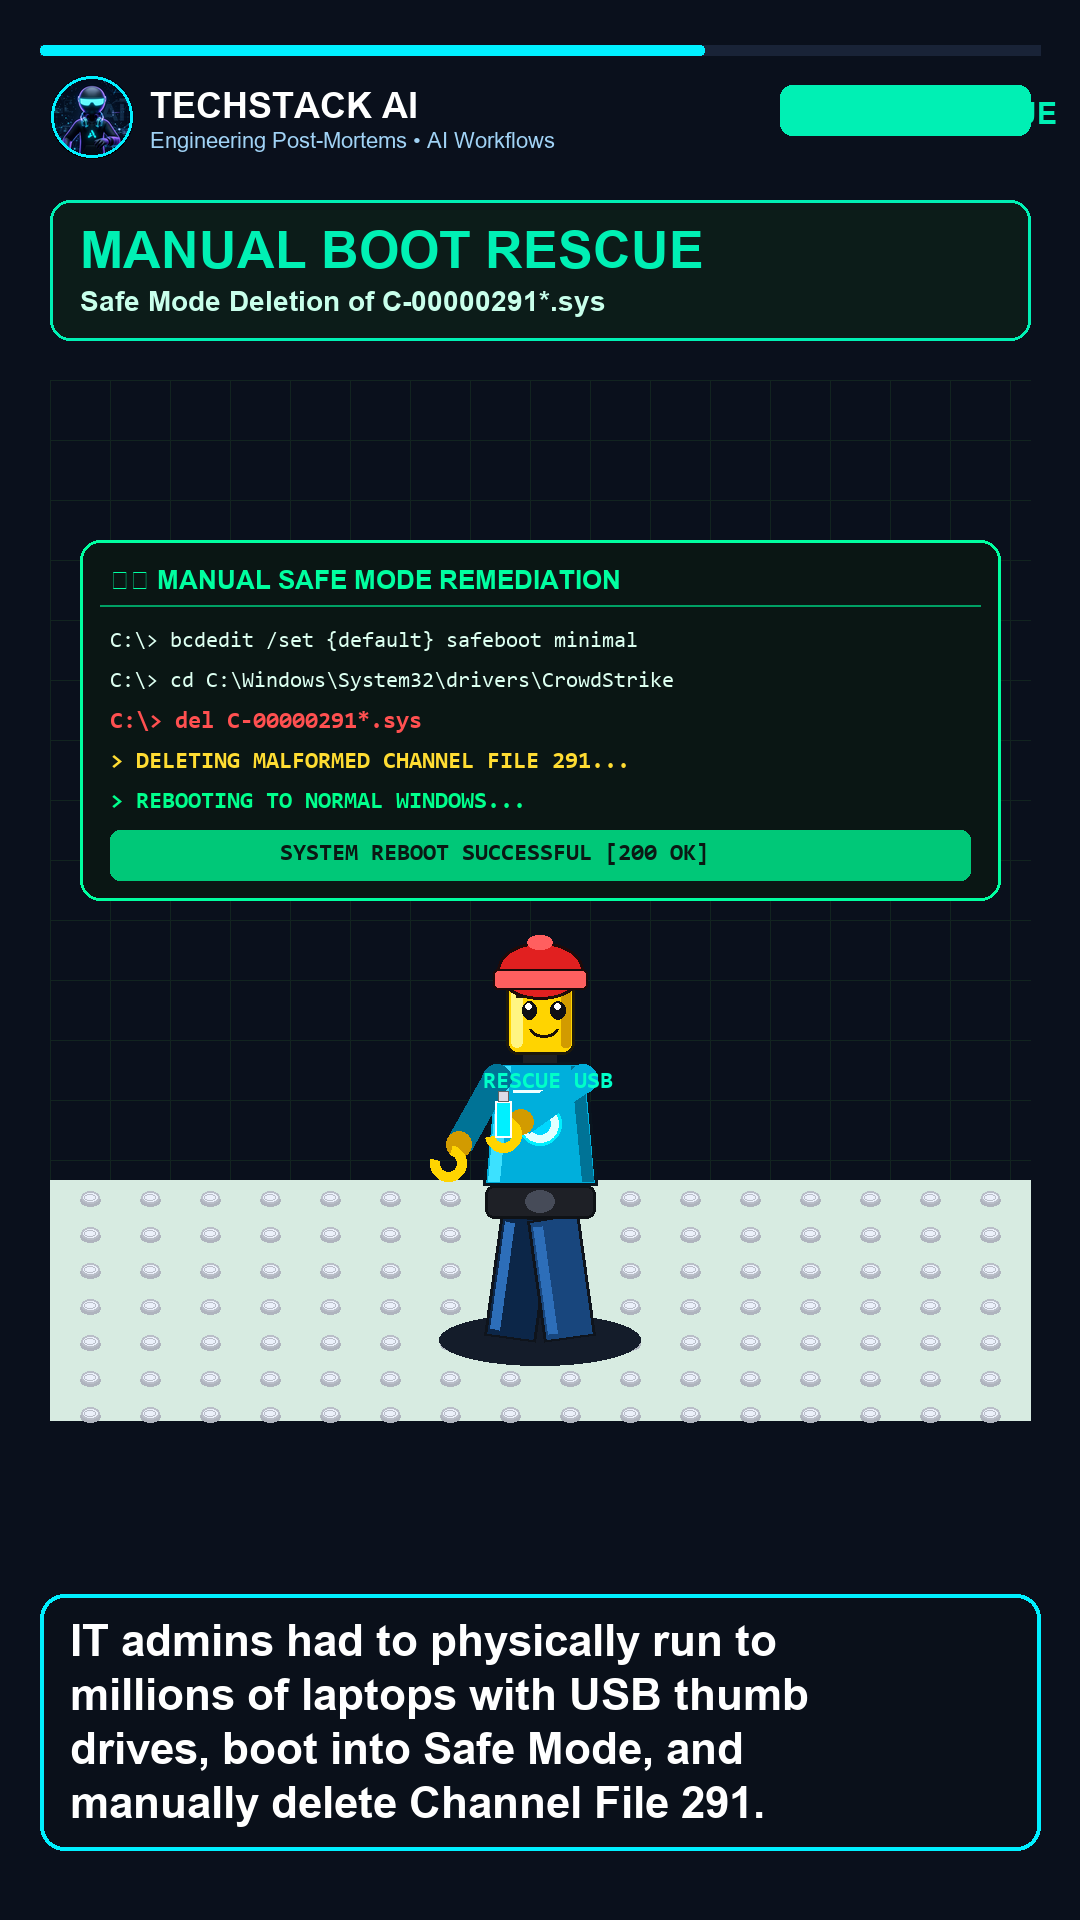 TECHSTACK AI
Engineering Post-Mortems • AI Workflows
MANUAL BOOT RESCUE
Safe Mode Deletion of C-00000291*.sys
MANUAL SAFE MODE REMEDIATION
C:\> bcdedit /set {default} safeboot minimal
C:\> cd C:\Windows\System32\drivers\CrowdStrike
C:\> del C-00000291*.sys
> DELETING MALFORMED CHANNEL FILE 291...
> REBOOTING TO NORMAL WINDOWS...
SYSTEM REBOOT SUCCESSFUL [200 OK]
RESCUE USB
IT admins had to physically run to
millions of laptops with USB thumb
drives, boot into Safe Mode, and
manually delete Channel File 291.